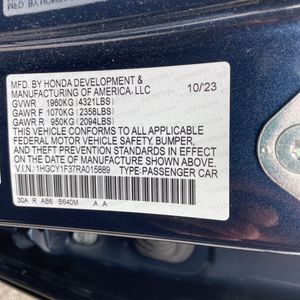 MFD. BY HONDA DEVELOPMENT &
MANUFACTURING OF AMERICA, LLC 10/23
GVWR 1960KG (4321LBS)
GAWR F 1070KG (2358LBS)
GAWR R 950KG (2094LBS)
THIS VEHICLE CONFORMS TO ALL APPLICABLE
FEDERAL MOTOR VEHICLE SAFETY, BUMPER,
AND THEFT PREVENTION STANDARDS IN EFFECT
ON THE DATE OF MANUFACTURE SHOWN ABOVE.
V.I.N.: 1HGCY1F37RA015889 TYPE:PASSENGER CAR
30A R AB6 B640M A A